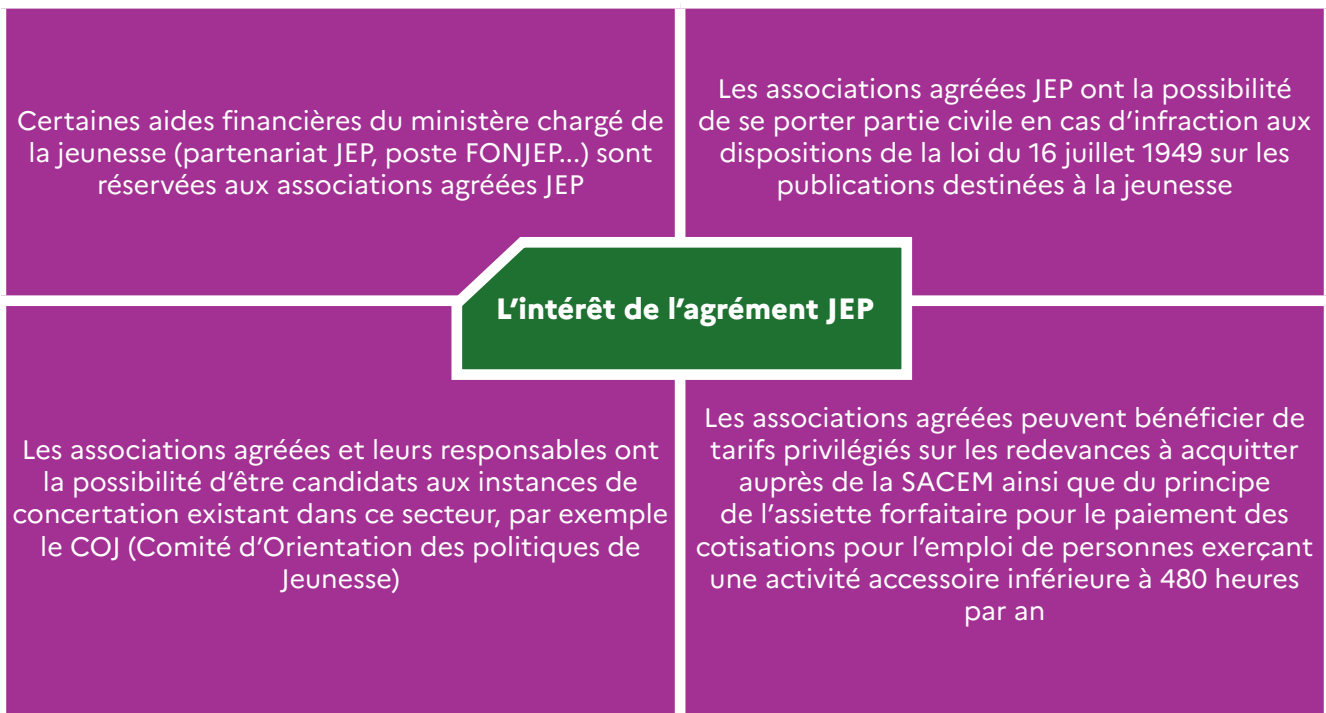 Certaines aides financières du ministère chargé de
la jeunesse (partenariat JEP, poste FONJEP...) sont
réservées aux associations agréées JEP
Les associations agréées JEP ont la possibilité
de se porter partie civile en cas d'infraction aux
dispositions de la loi du 16 juillet 1949 sur les
publications destinées à la jeunesse
L'intérêt de l'agrément JEP
Les associations agréées et leurs responsables ont
la possibilité d'être candidats aux instances de
concertation existant dans ce secteur, par exemple
le COJ (Comité d'Orientation des politiques de
Jeunesse)
Les associations agréées peuvent bénéficier de
tarifs privilégiés sur les redevances à acquitter
auprès de la SACEM ainsi que du principe
de l'assiette forfaitaire pour le paiement des
cotisations pour l'emploi de personnes exerçant
une activité accessoire inférieure à 480 heures
par an